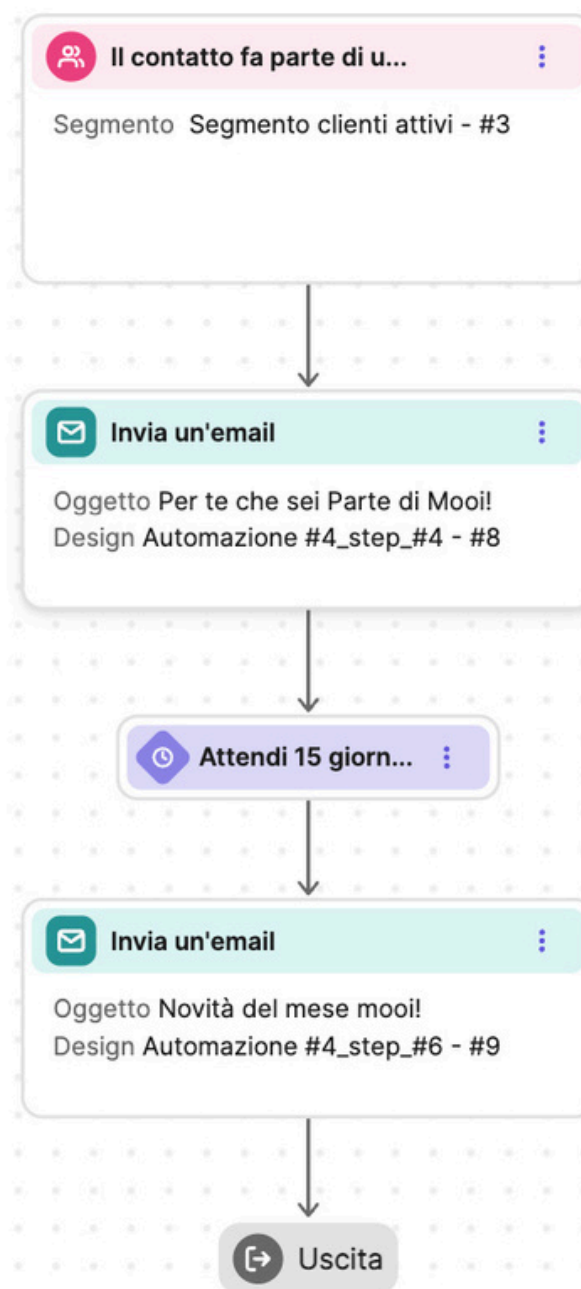 Il contatto fa parte di u...
Segmento Segmento clienti attivi - #3
Invia un'email
Oggetto Per te che sei Parte di Mooi!
Design Automazione #4_step_#4 - #8
Attendi 15 giorn...
Invia un'email
Oggetto Novità del mese mooi!
Design Automazione #4_step_#6 - #9
Uscita